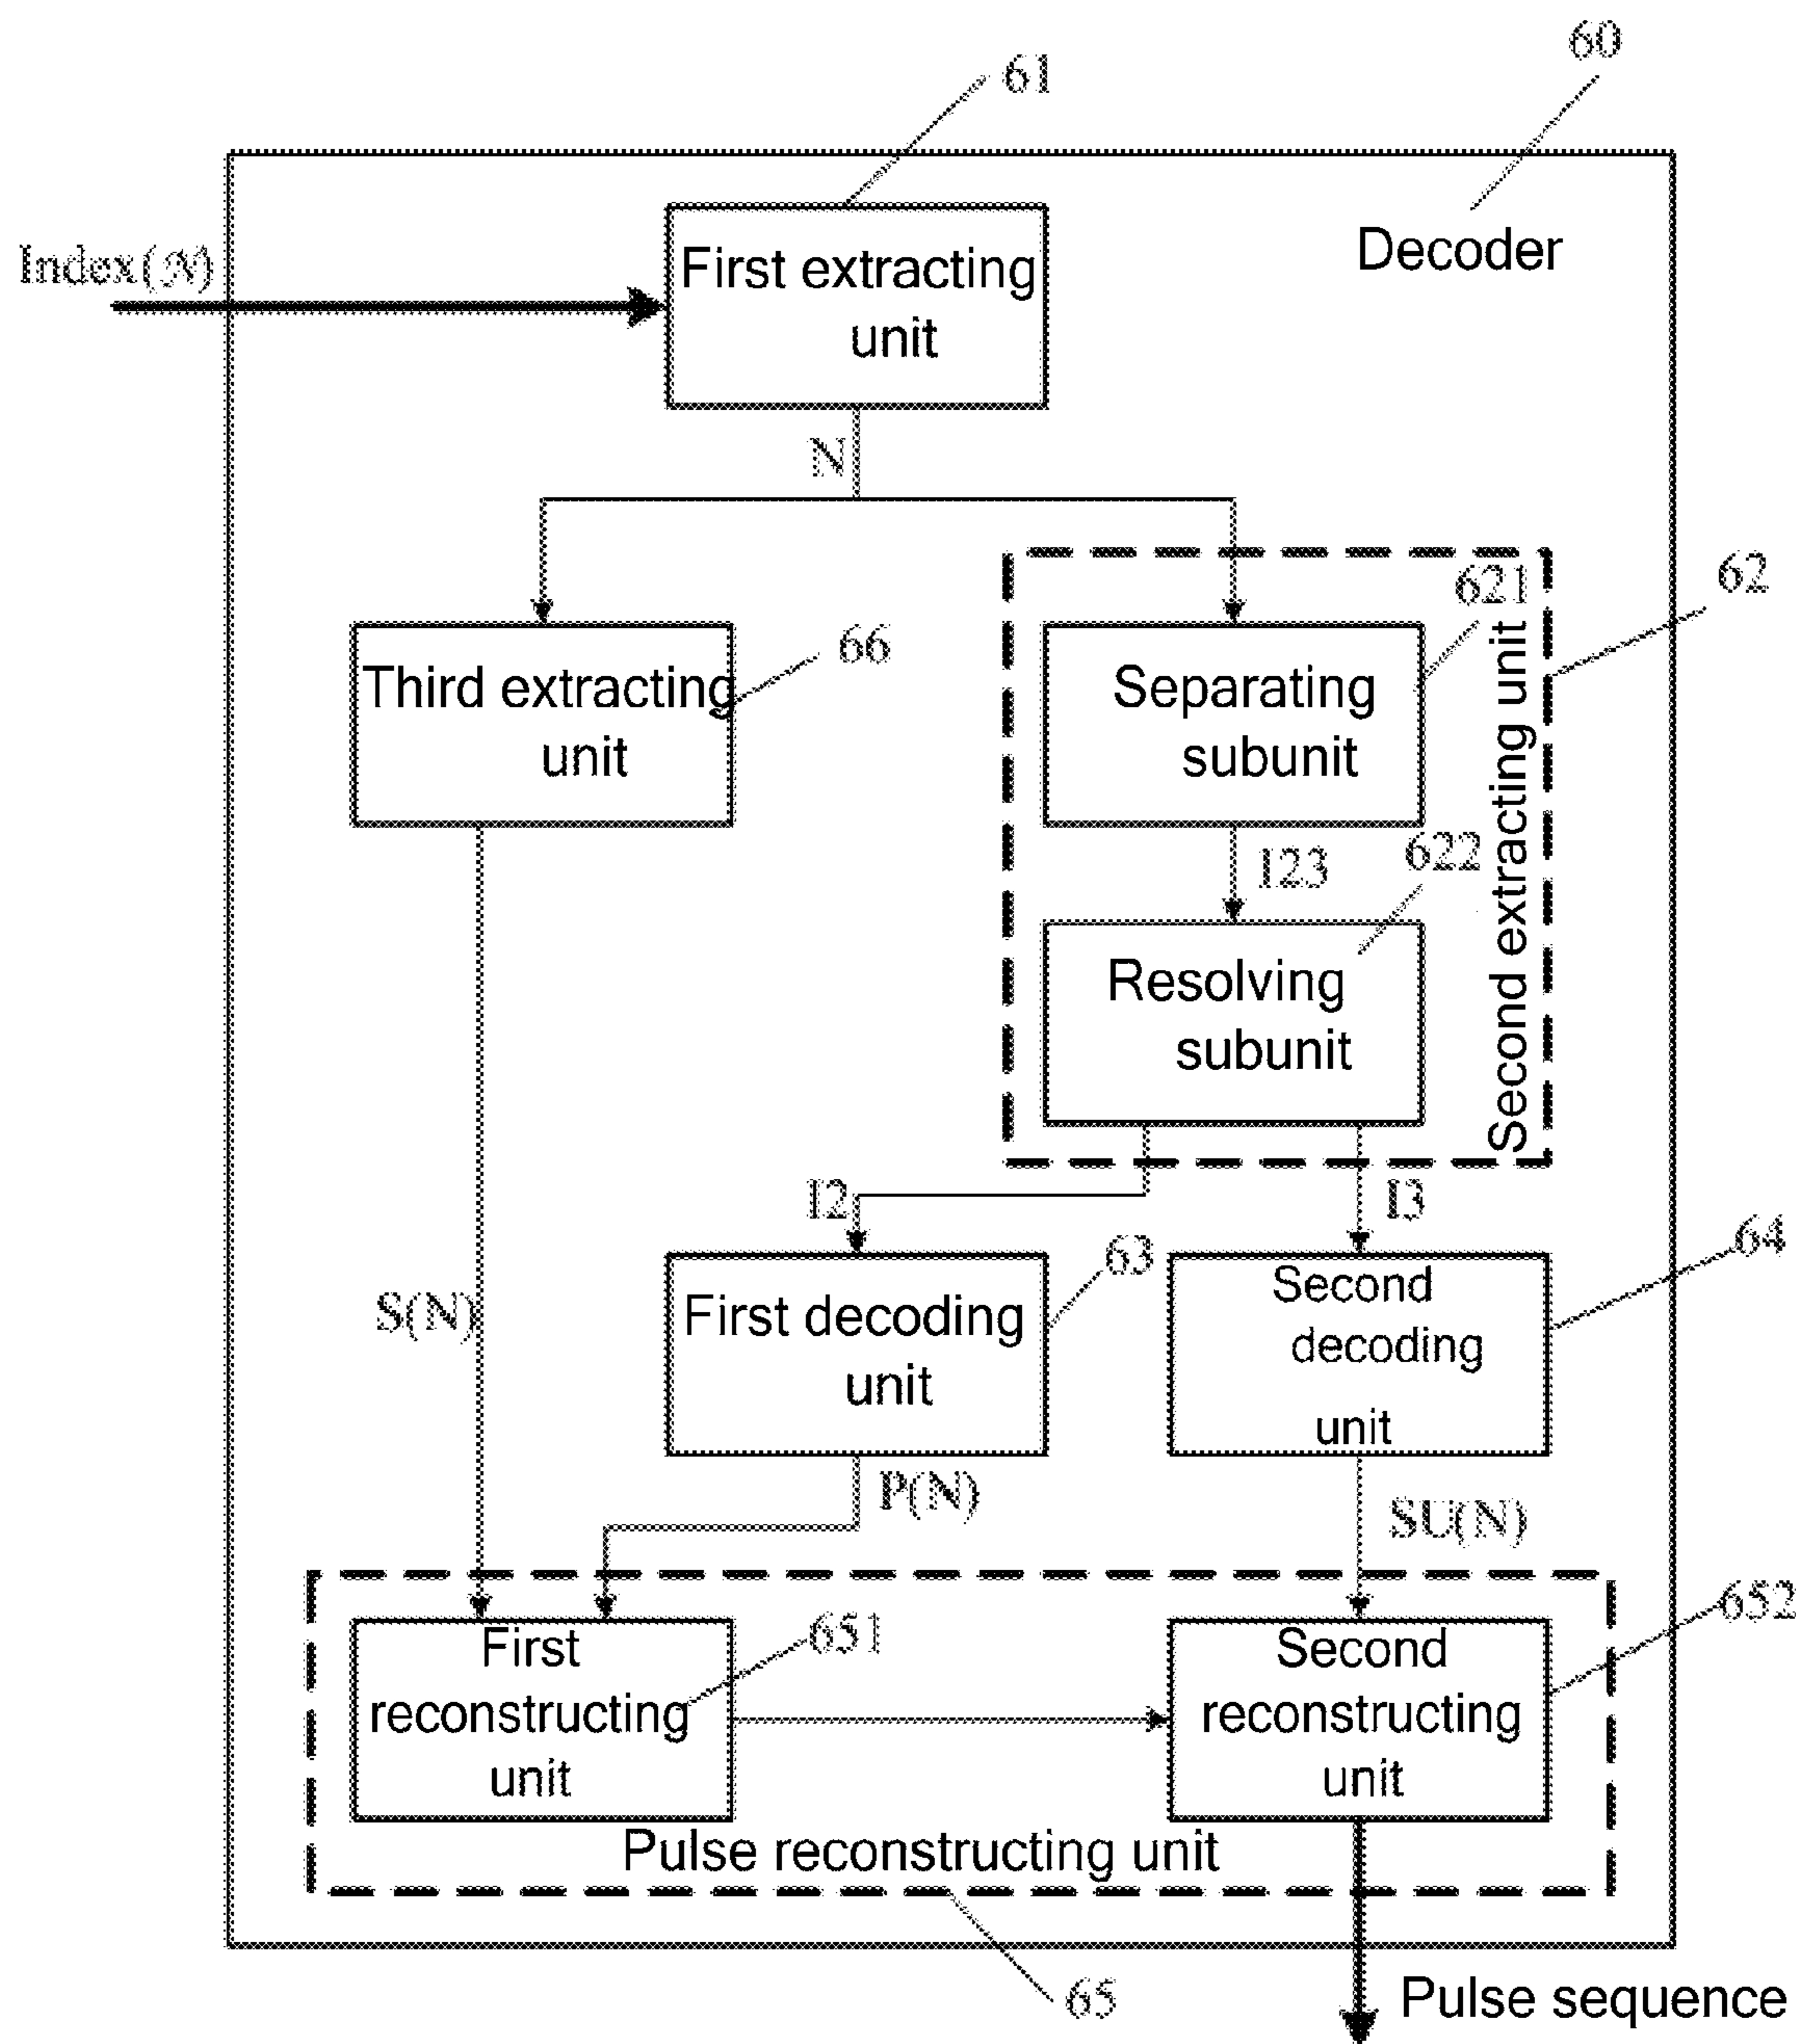 60
61
Decoder
Index(N)
First extracting
unit
N
62
621
66
Third extracting
unit
Separating
subunit
Second extracting unit
I23
622
Resolving
subunit
I2
I3
63
64
S(N)
First decoding
unit
Second
decoding
unit
P(N)
SU(N)
652
651
First
reconstructing
unit
Second
reconstructing
unit
Pulse reconstructing unit
65
Pulse sequence